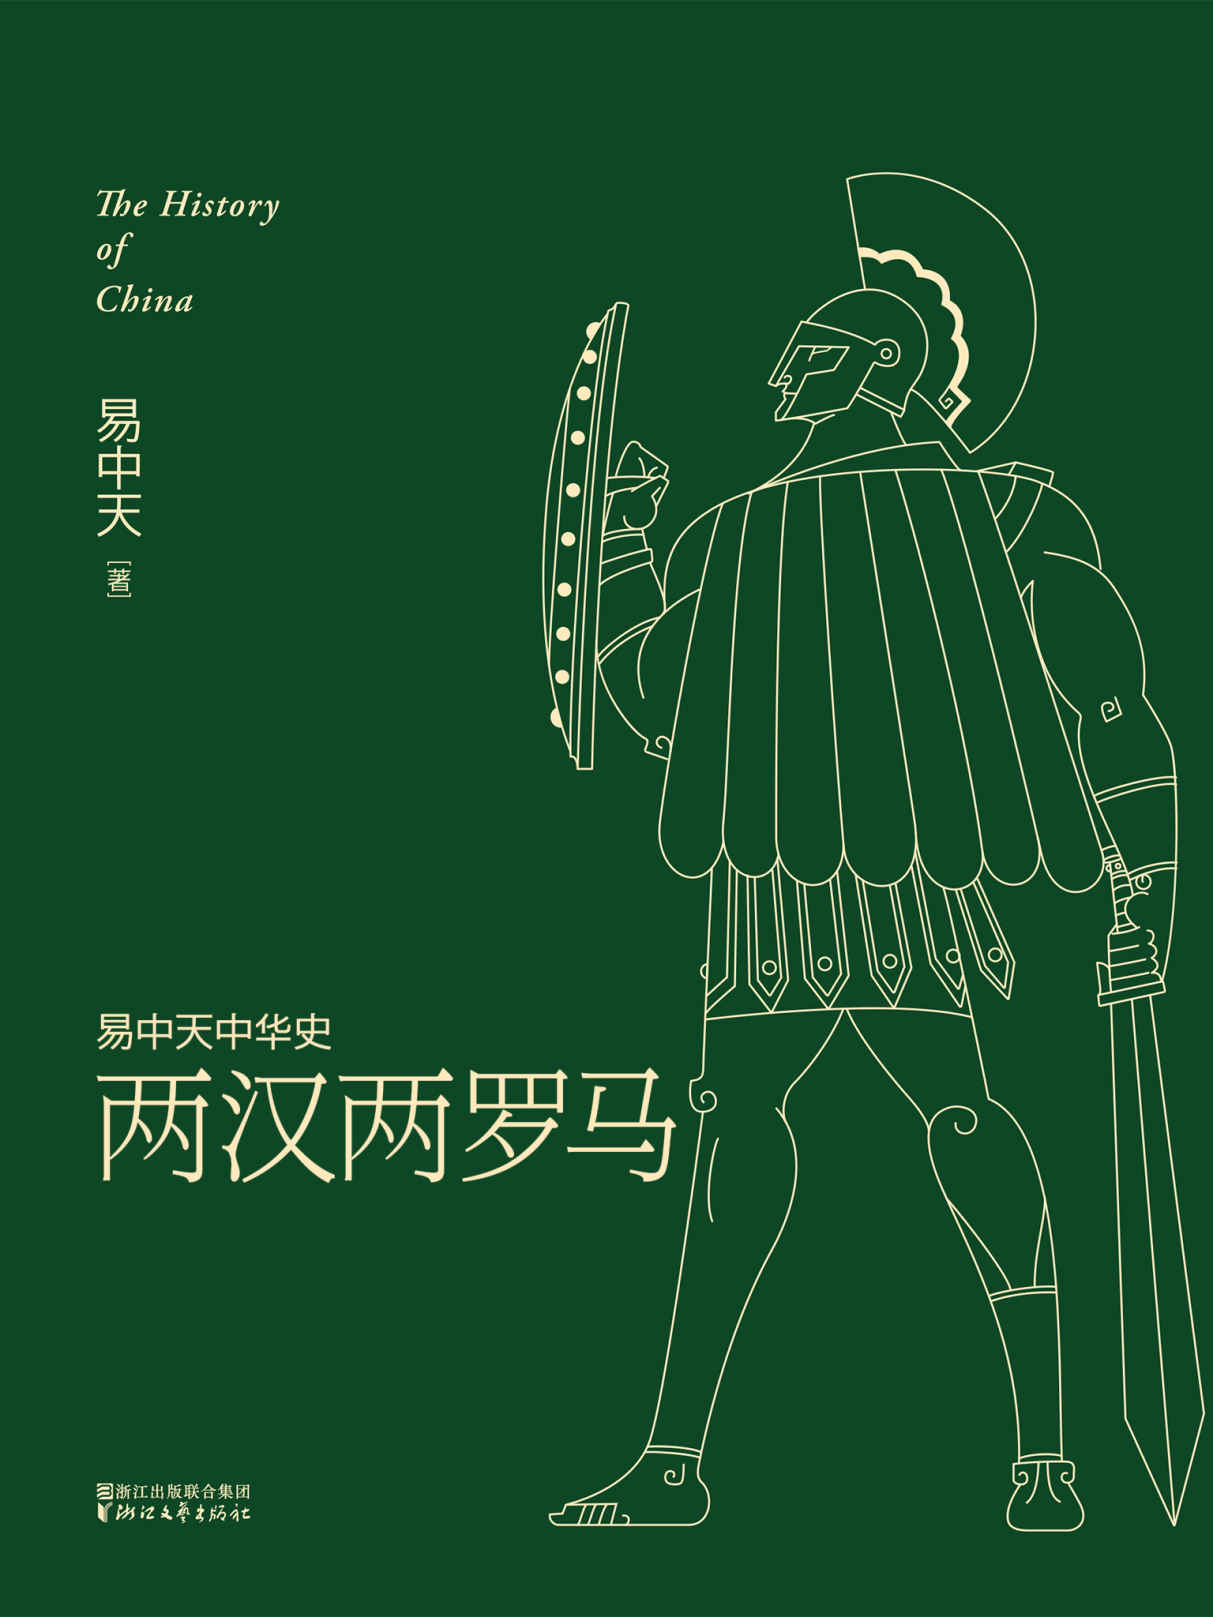 The History
of
China
易中天
[著]
易中天中华史
两汉两罗马
浙江出版联合集团
浙江文艺出版社